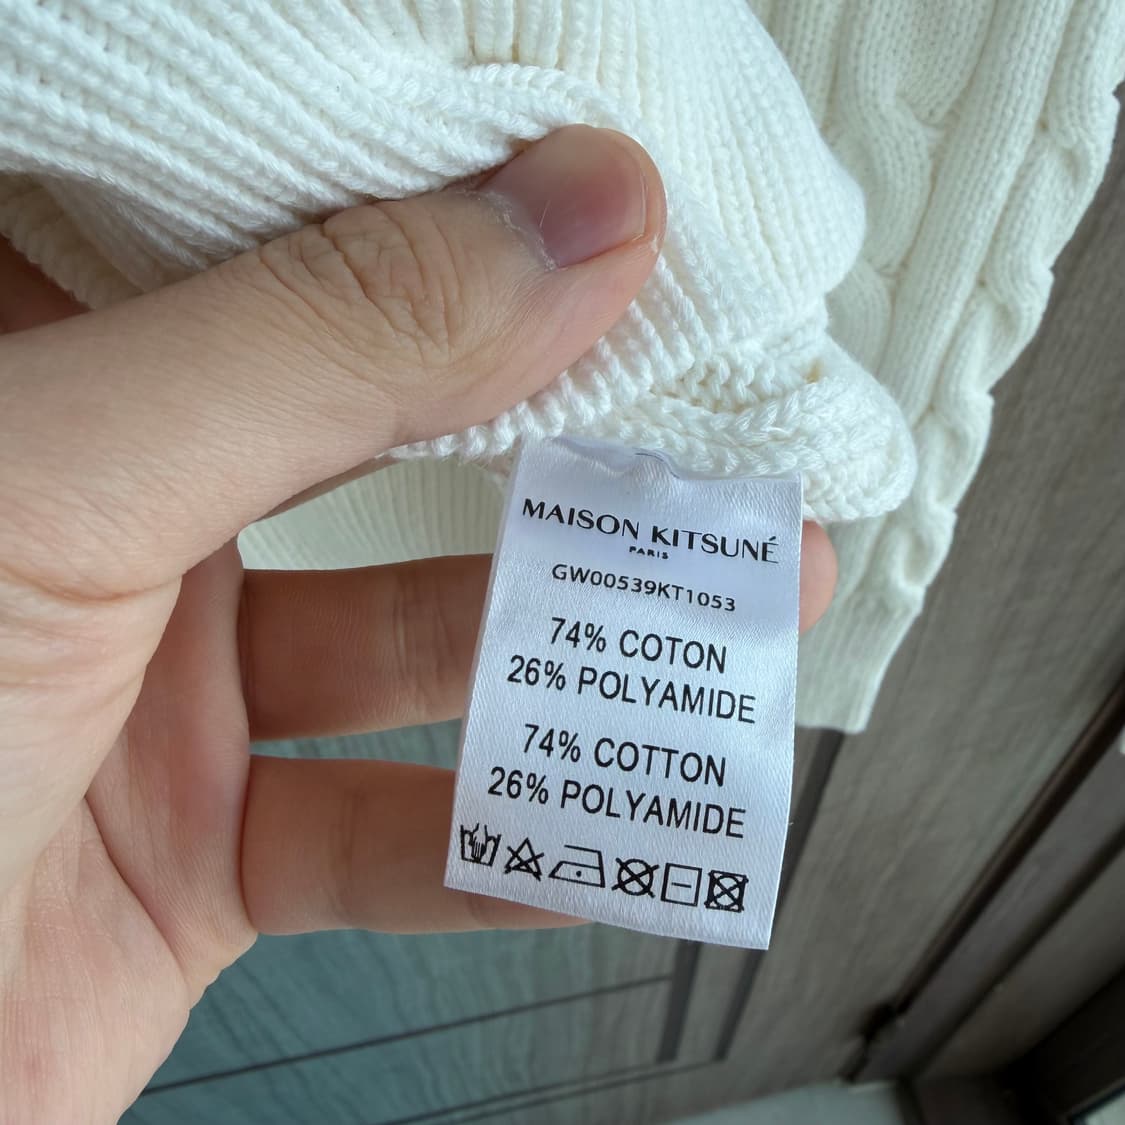 MAISON KITSUNÉ
PARIS
GW00539KT1053
74% COTON
26% POLYAMIDE
74% COTTON
26% POLYAMIDE